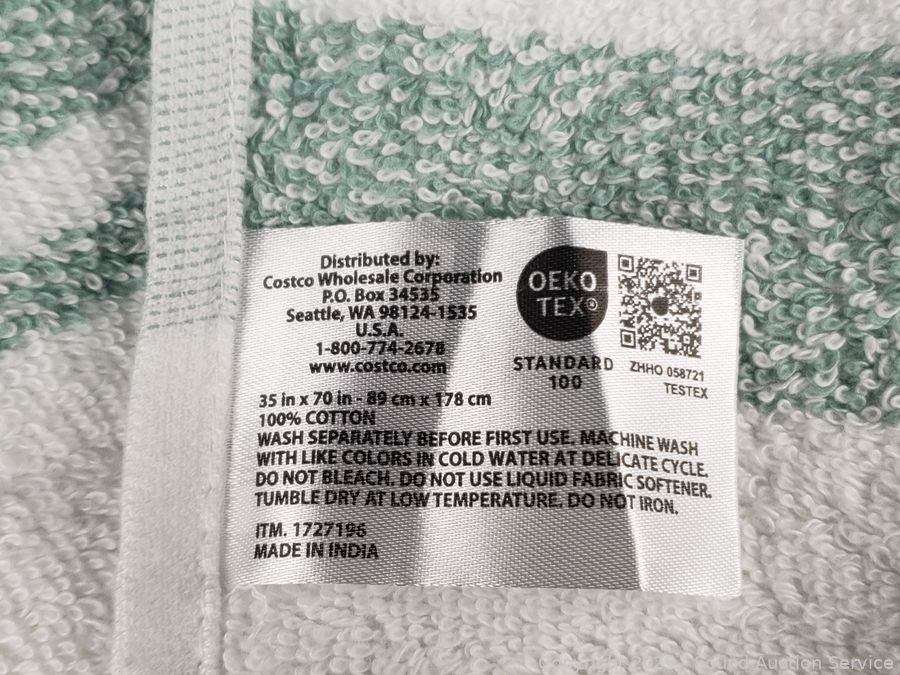 Distributed by:
Costco Wholesale Corporation
P.O. Box 34535
Seattle, WA 98124-1535
U.S.A.
1-800-774-2678
www.costco.com
OEKO
TEX®
STANDARD
100
ZHHO 058721
TESTEX
35 in x 70 in - 89 cm x 178 cm
100% COTTON
WASH SEPARATELY BEFORE FIRST USE. MACHINE WASH
WITH LIKE COLORS IN COLD WATER AT DELICATE CYCLE.
DO NOT BLEACH. DO NOT USE LIQUID FABRIC SOFTENER.
TUMBLE DRY AT LOW TEMPERATURE. DO NOT IRON.
ITM. 1727196
MADE IN INDIA
Copyright Sound Auction Service